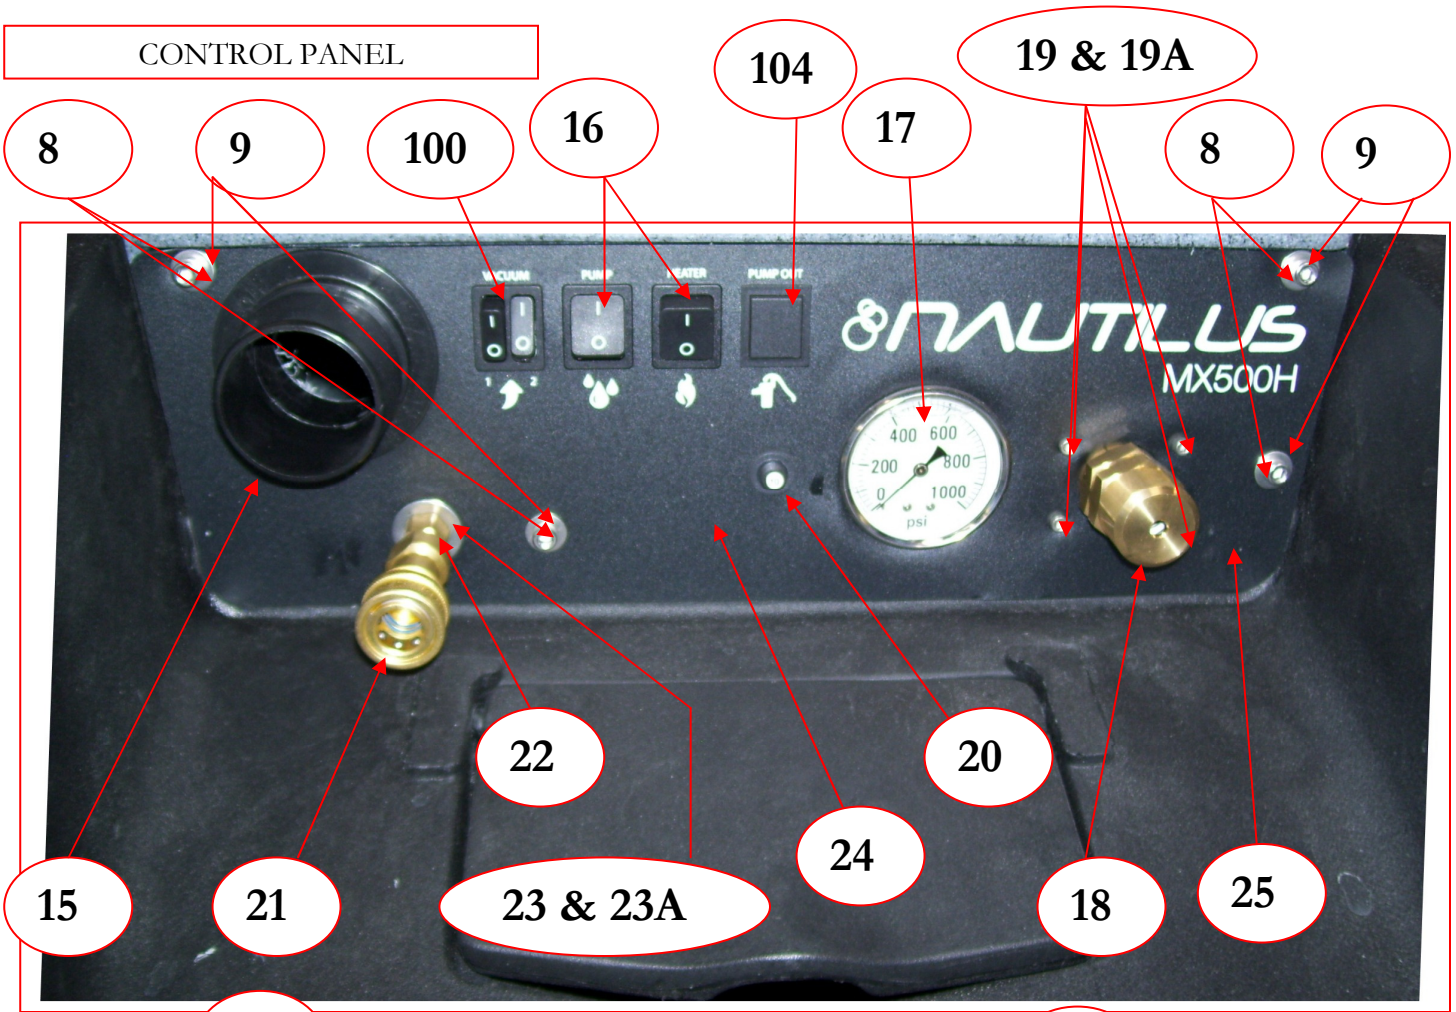 CONTROL PANEL
104
19 & 19A
8
9
100
16
17
8
9
VACUUM
PUMP
HEATER
PUMP OUT
I
I
I
I
O
O
O
O
1
2
NAUTILUS
MX500H
400
600
200
800
0
1000
psi
22
20
24
15
21
23 & 23A
18
25